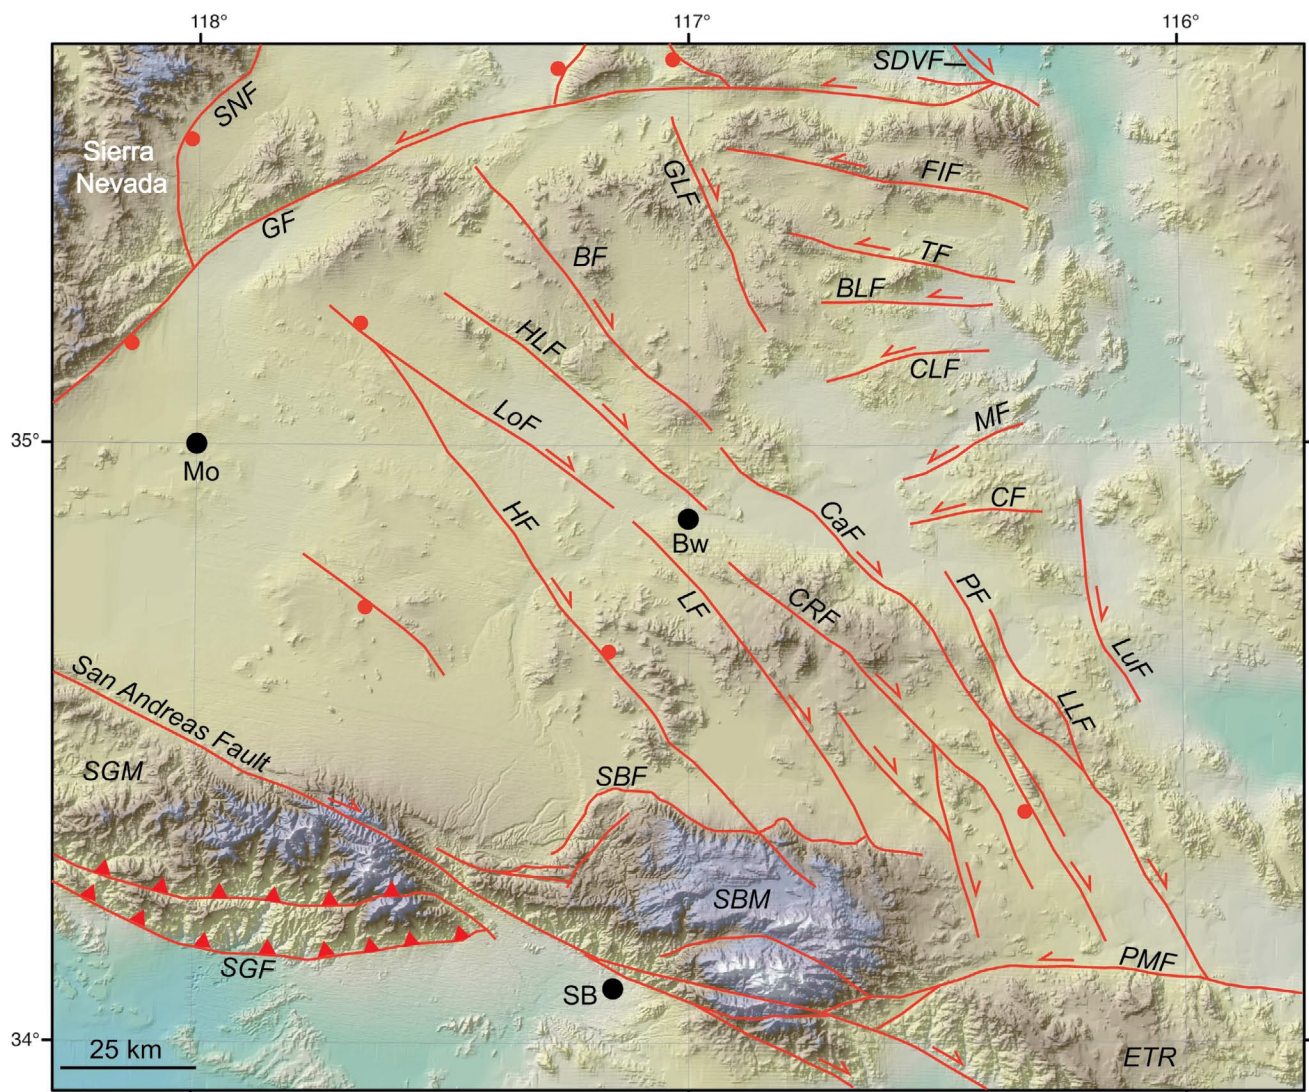 118°
117°
116°
SDVF
SNF
Sierra
Nevada
GLF
FIF
GF
BF
TF
BLF
HLF
CLF
LoF
MF
35°
Mo
HF
CF
CaF
Bw
PF
LF
CRF
LuF
San Andreas Fault
LLF
SGM
SBF
SBM
SGF
PMF
SB
34°
25 km
ETR